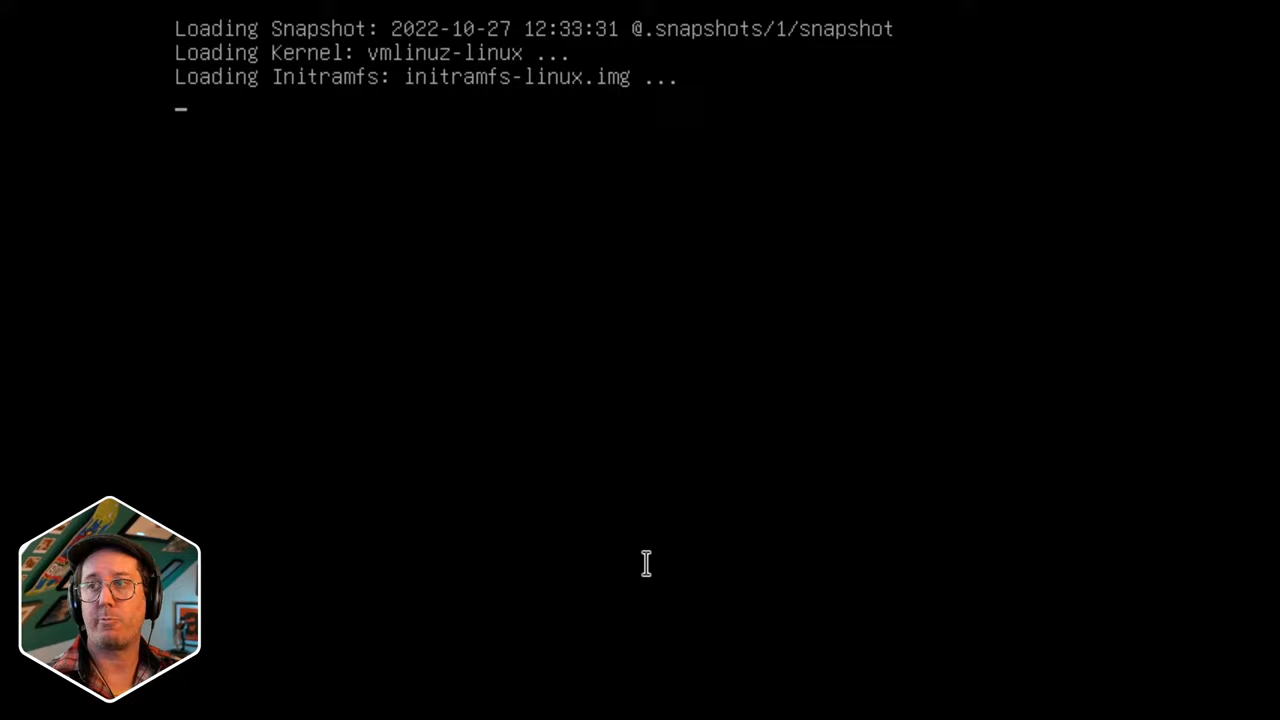 Loading Snapshot: 2022-10-27 12:33:31 @.snapshots/1/snapshot
Loading Kernel: vmlinuz-linux ...
Loading Initramfs: initramfs-linux.img ...